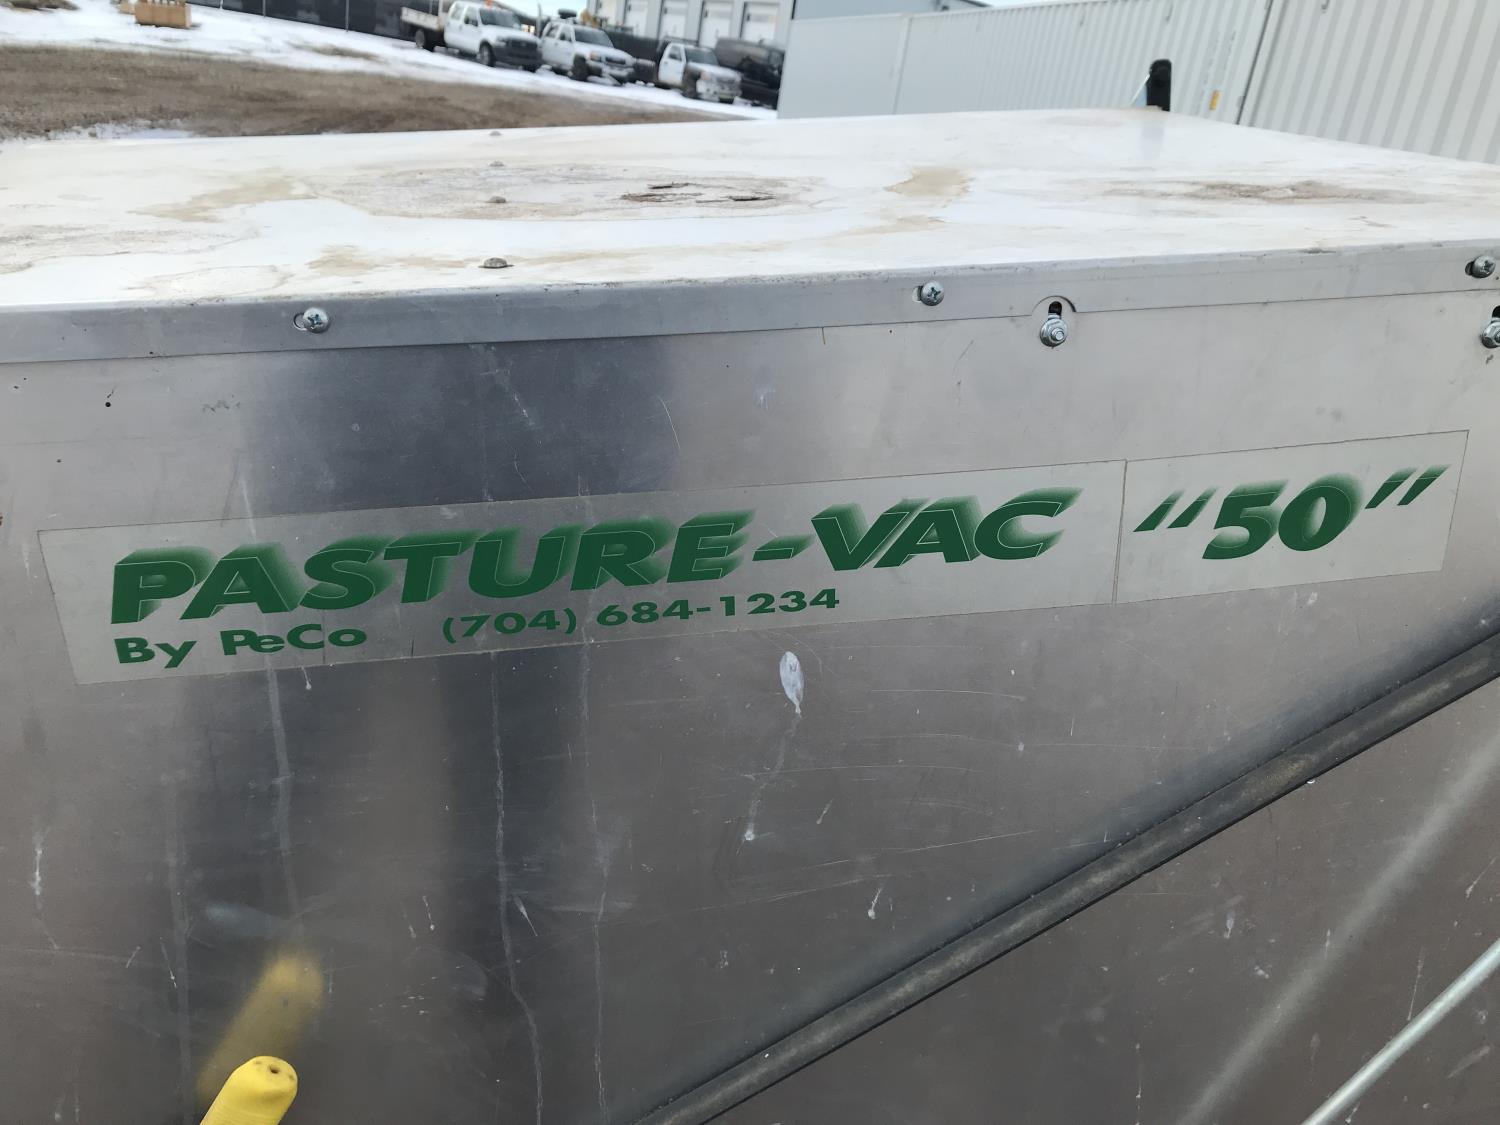 PASTURE-VAC "50"
By PeCo (704) 684-1234